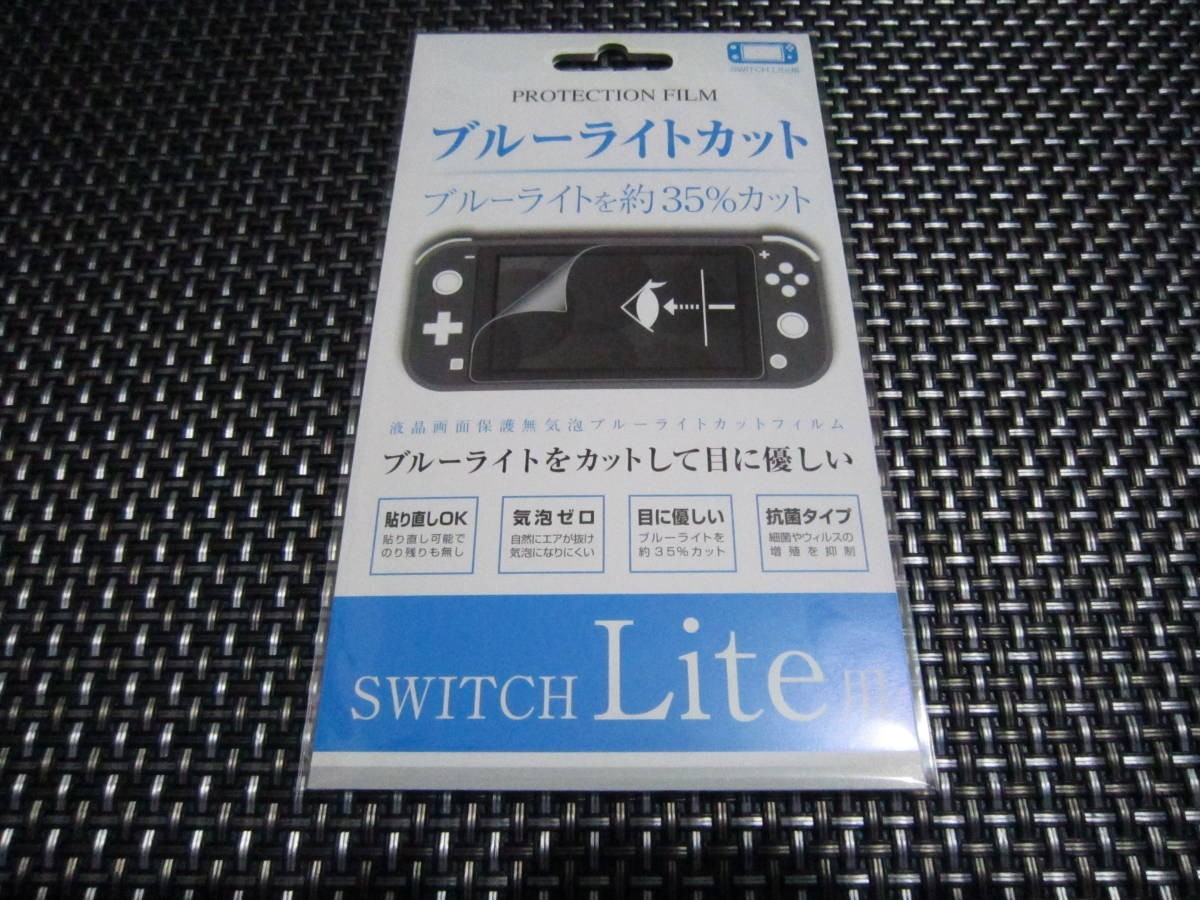 SWITCH Lite用
PROTECTION FILM
ブルーライトカット
ブルーライトを約35%カット
液晶画面保護無気泡ブルーライトカットフィルム
ブルーライトをカットして目に優しい
貼り直しOK
貼り直し可能で
のり残りも無し
気泡ゼロ
自然にエアが抜け
気泡になりにくい
目に優しい
ブルーライトを
約35%カット
抗菌タイプ
細菌やウィルスの
増殖を抑制
SWITCH Lite用